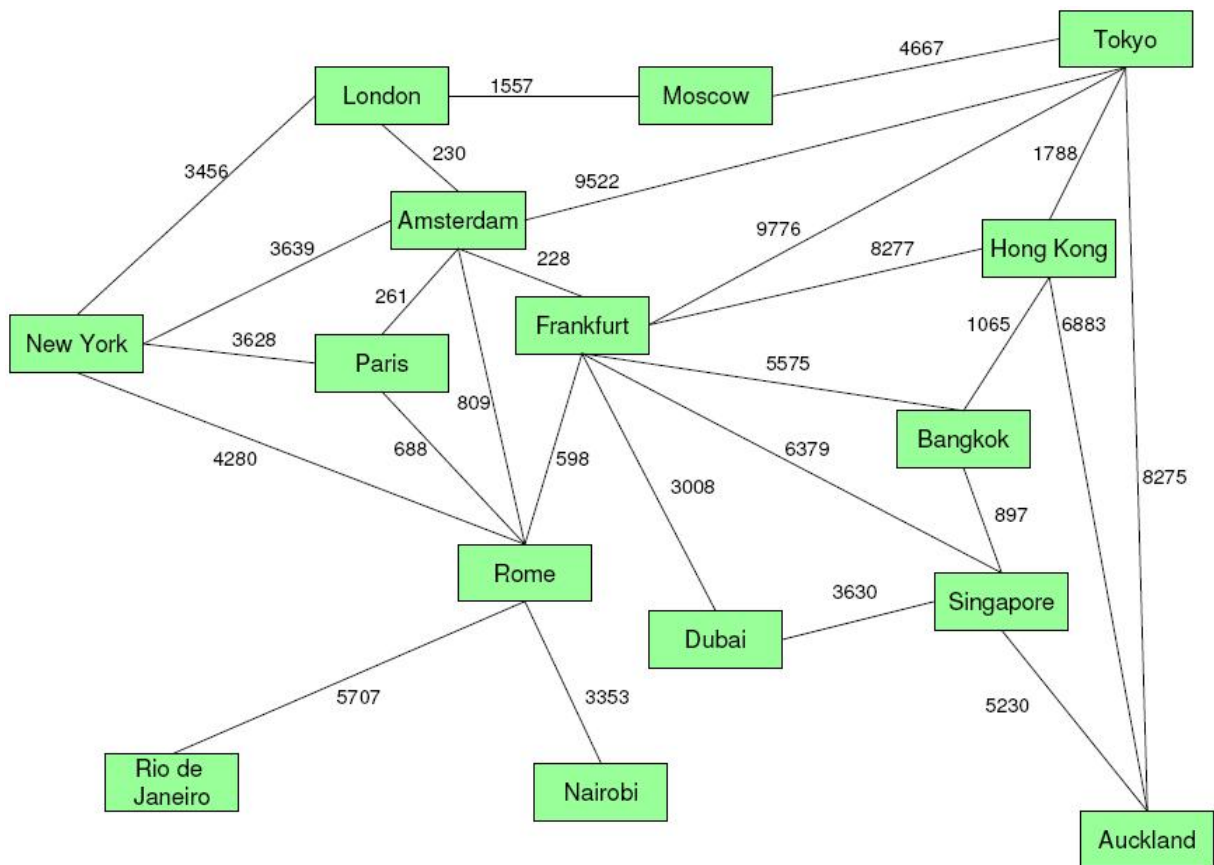 Tokyo
4667
London
1557
Moscow
3456
230
9522
1788
Amsterdam
3639
9776
Hong Kong
8277
228
261
Frankfurt
1065
6883
New York
3628
Paris
5575
809
Bangkok
4280
688
598
6379
3008
8275
897
Rome
Singapore
3630
Dubai
5707
3353
5230
Rio de
Janeiro
Nairobi
Auckland